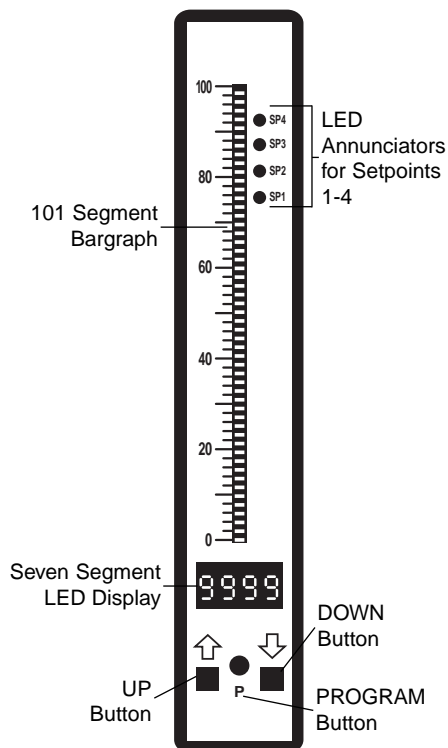 100
SP4
SP3
SP2
SP1
LED
Annunciators
for Setpoints
1-4
80
101 Segment
Bargraph
60
40
20
0
Seven Segment
LED Display
9999
DOWN
Button
UP
Button
P
PROGRAM
Button